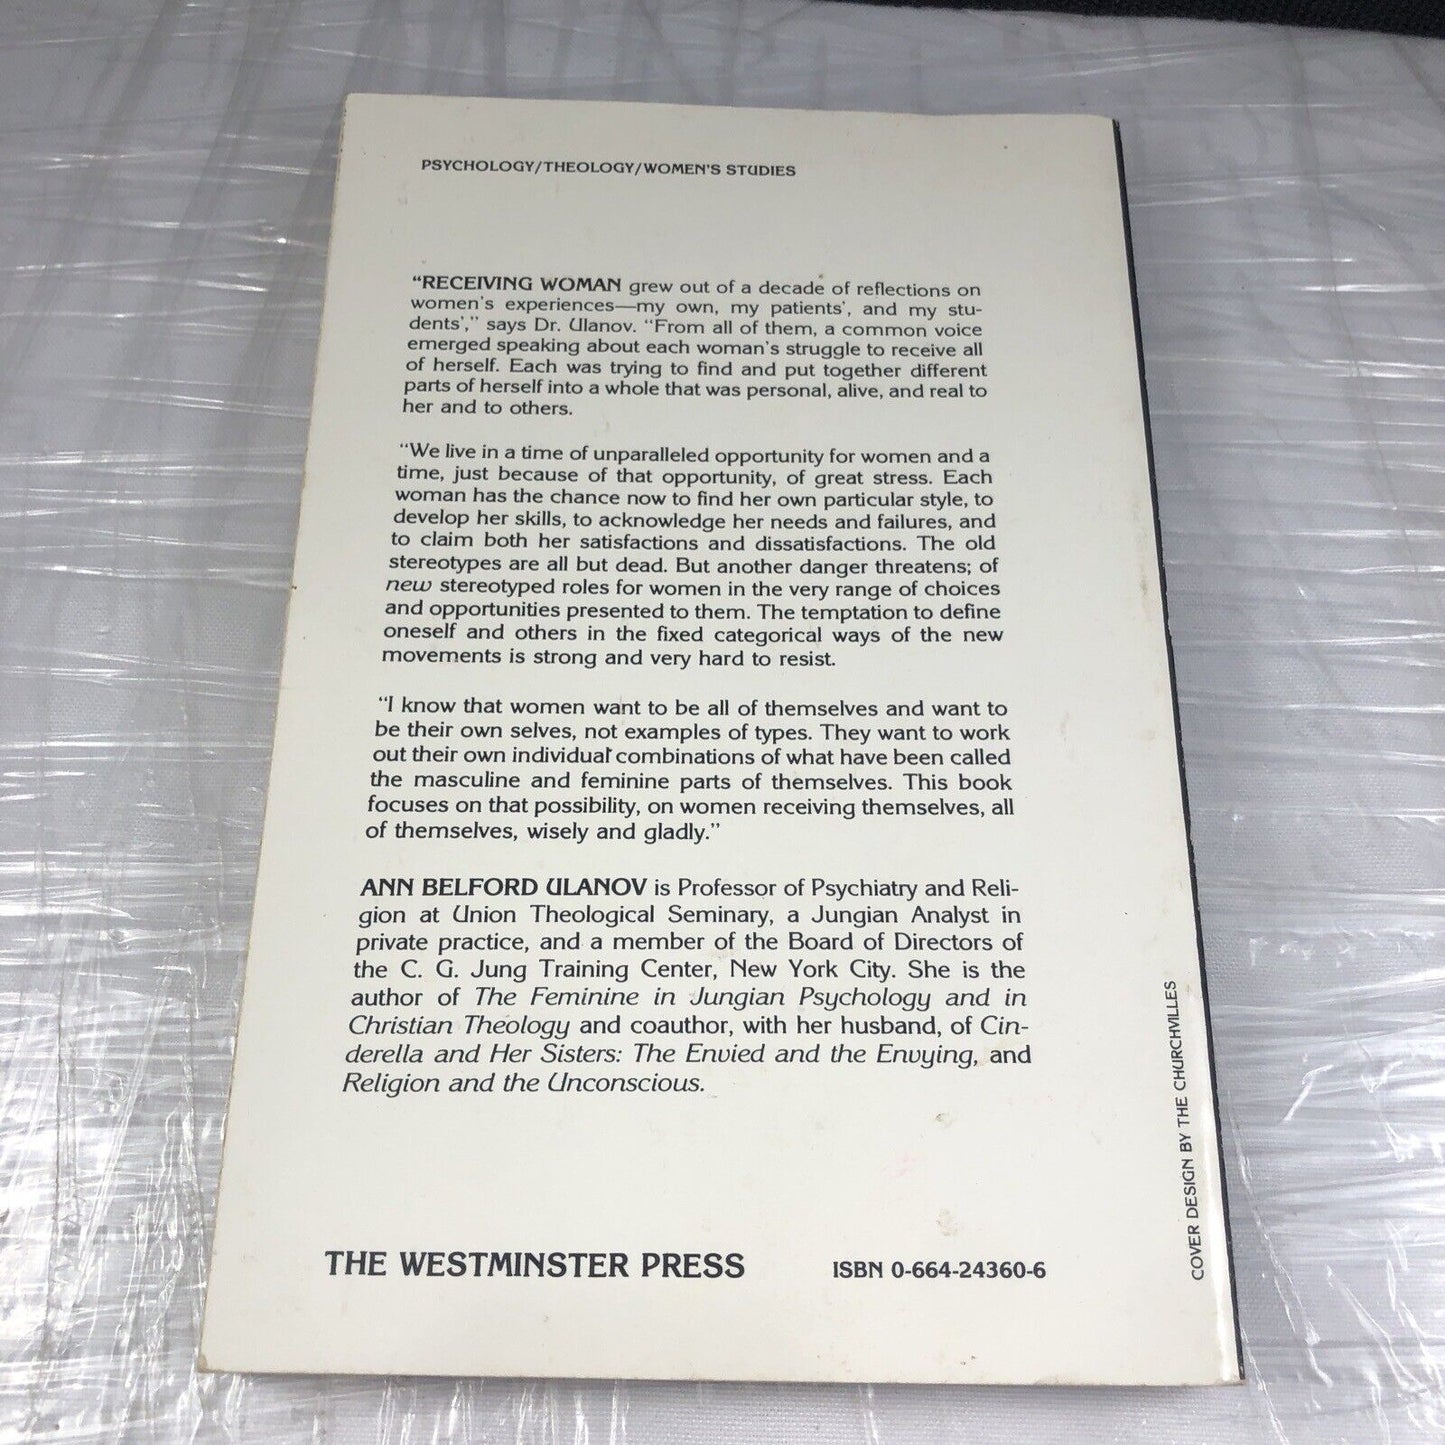 PSYCHOLOGY/THEOLOGY/WOMEN'S STUDIES
"RECEIVING WOMAN grew out of a decade of reflections on
women's experiences—my own, my patients', and my stu-
dents'," says Dr. Ulanov. "From all of them, a common voice
emerged speaking about each woman's struggle to receive all
of herself. Each was trying to find and put together different
parts of herself into a whole that was personal, alive, and real to
her and to others.
"We live in a time of unparalleled opportunity for women and a
time, just because of that opportunity, of great stress. Each
woman has the chance now to find her own particular style, to
develop her skills, to acknowledge her needs and failures, and
to claim both her satisfactions and dissatisfactions. The old
stereotypes are all but dead. But another danger threatens; of
new stereotyped roles for women in the very range of choices
and opportunities presented to them. The temptation to define
oneself and others in the fixed categorical ways of the new
movements is strong and very hard to resist.
"I know that women want to be all of themselves and want to
be their own selves, not examples of types. They want to work
out their own individual combinations of what have been called
the masculine and feminine parts of themselves. This book
focuses on that possibility, on women receiving themselves, all
of themselves, wisely and gladly."
ANN BELFORD ULANOV is Professor of Psychiatry and Reli-
gion at Union Theological Seminary, a Jungian Analyst in
private practice, and a member of the Board of Directors of
the C. G. Jung Training Center, New York City. She is the
author of The Feminine in Jungian Psychology and in
Christian Theology and coauthor, with her husband, of Cin-
derella and Her Sisters: The Envied and the Envying, and
Religion and the Unconscious.
THE WESTMINSTER PRESS
ISBN 0-664-24360-6
COVER DESIGN BY THE CHURCHVILLES